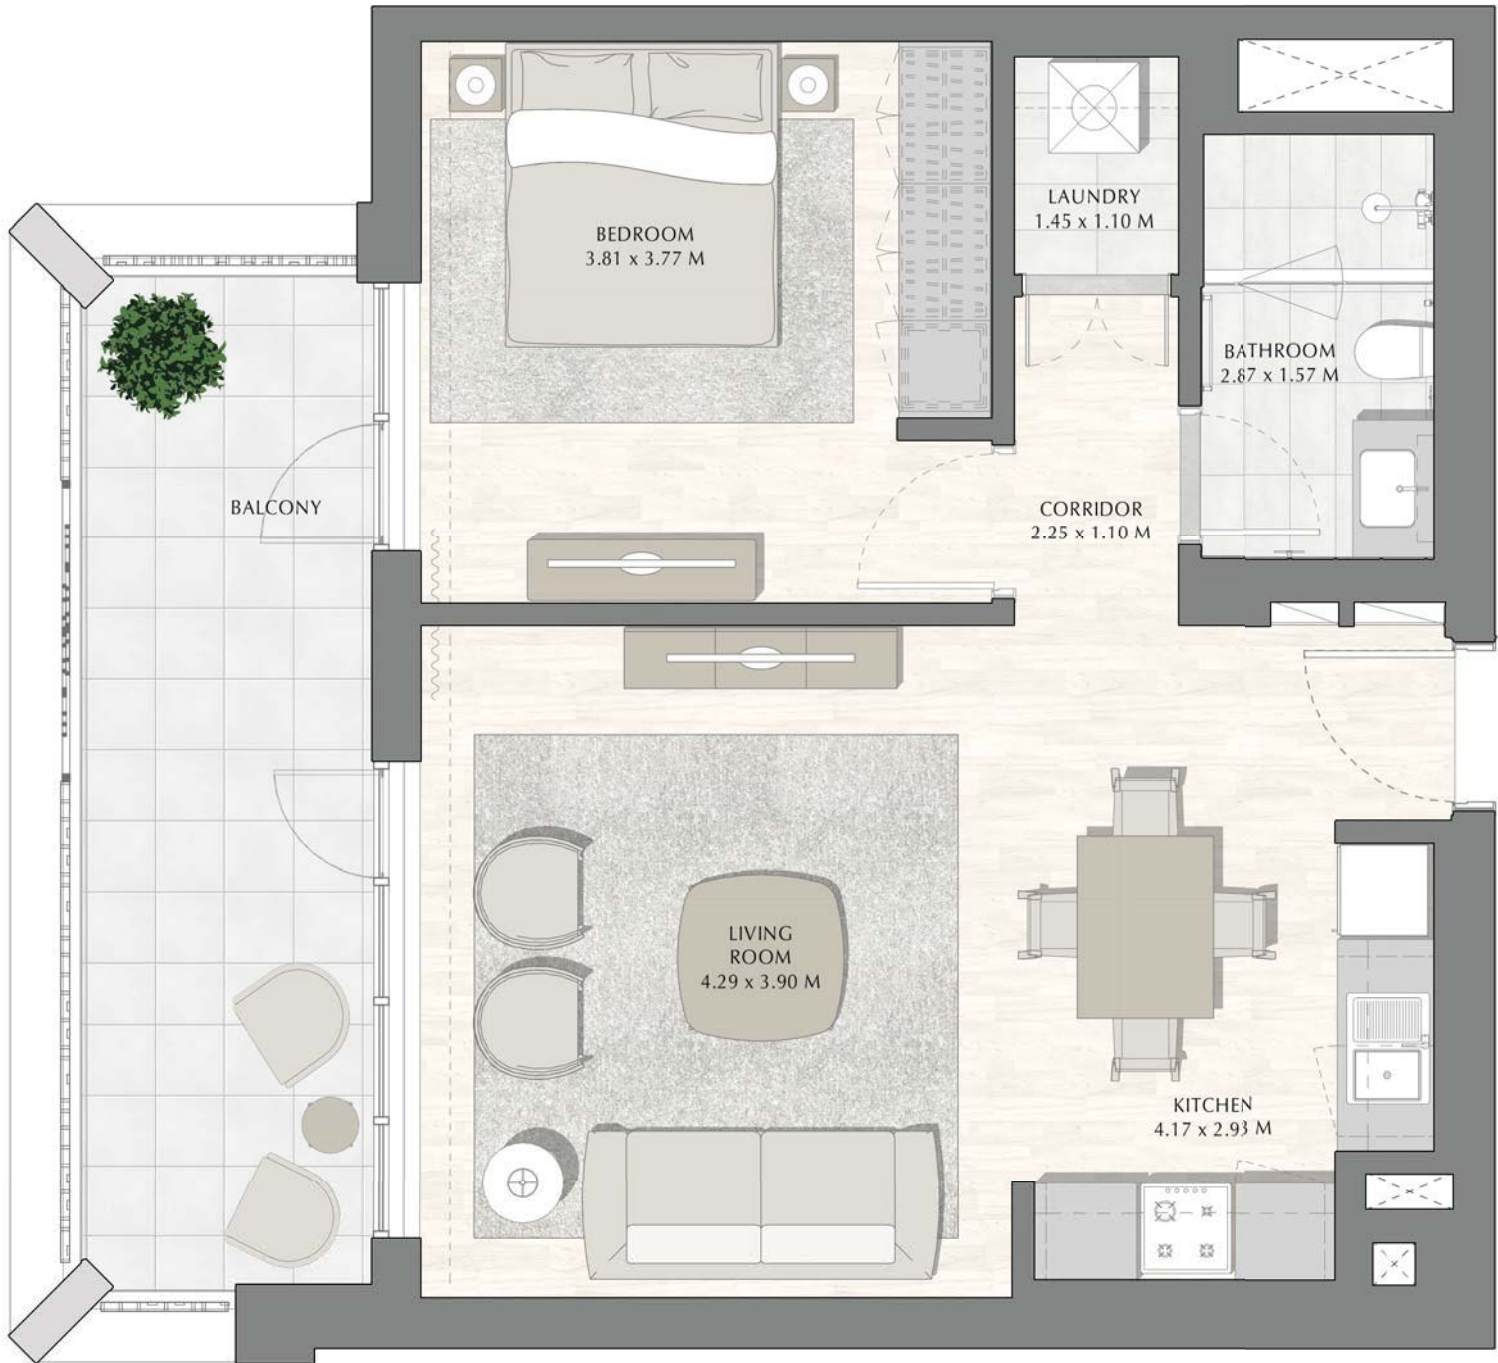 LAUNDRY
1.45 x 1.10 M
BEDROOM
3.81 x 3.77 M
BATHROOM
2.87 x 1.57 M
BALCONY
CORRIDOR
2.25 x 1.10 M
LIVING
ROOM
4.29 x 3.90 M
KITCHEN
4.17 x 2.93 M